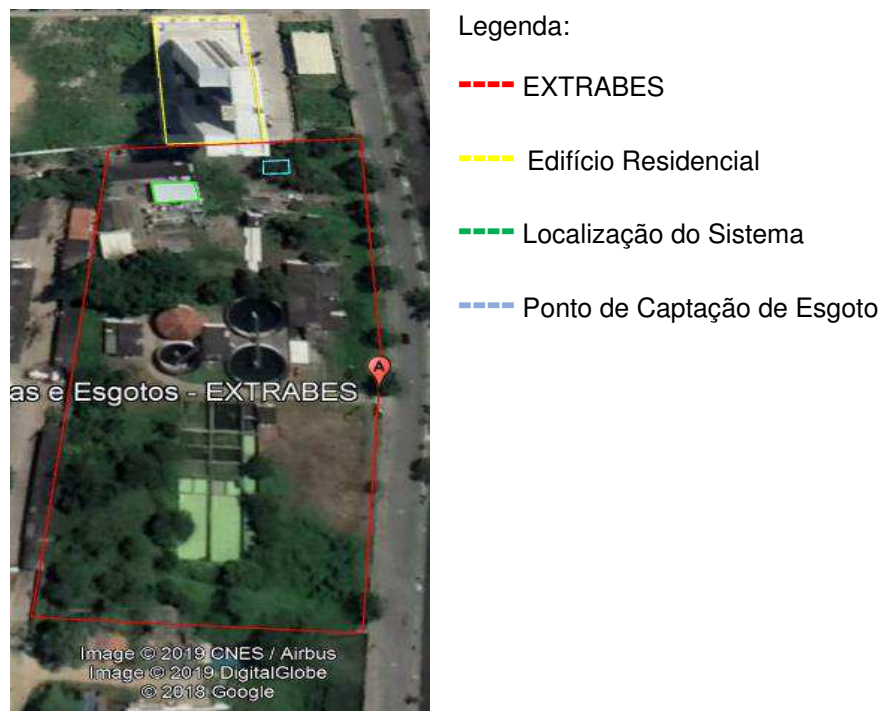 Legenda:
EXTRABES
Edifício Residencial
Localização do Sistema
Ponto de Captação de Esgoto
A
as e Esgotos - EXTRABES
Image © 2019 CNES / Airbus
Image © 2019 DigitalGlobe
© 2018 Google